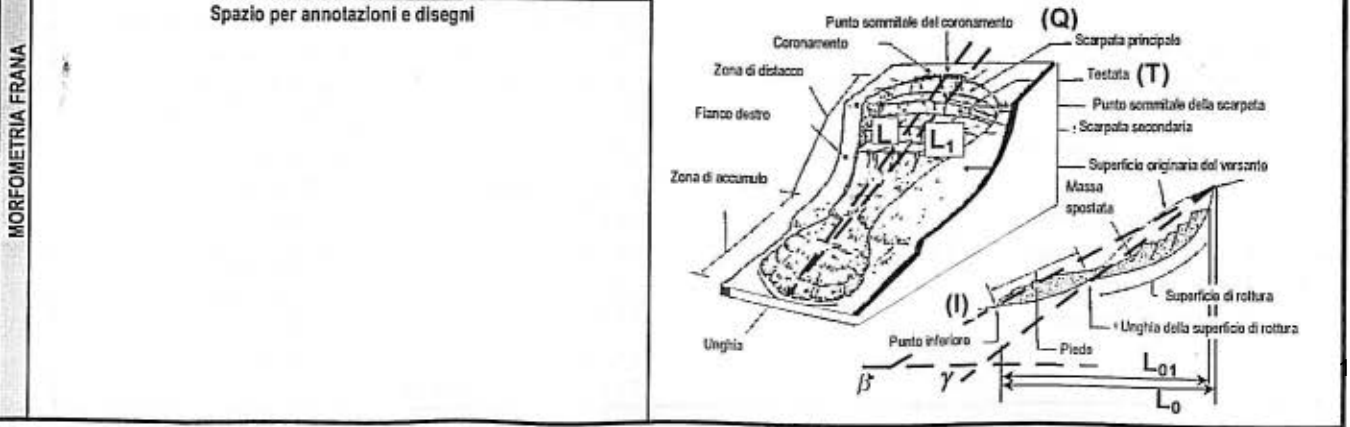 MORFOMETRIA FRANA
Spazio per annotazioni e disegni
Punto sommitale del coronamento (Q)
Coronamento
Scarpata principale
Zona di distacco
Testata (T)
Fianco destro
Punto sommitale della scarpata
Scarpata secondaria
L
L1
Superficie originaria del versante
Zona di accumulo
Massa
spostata
(I)
Superficie di rottura
Unghia della superficie di rottura
Unghia
Punto inferiore
Piede
β
γ
L01
L0